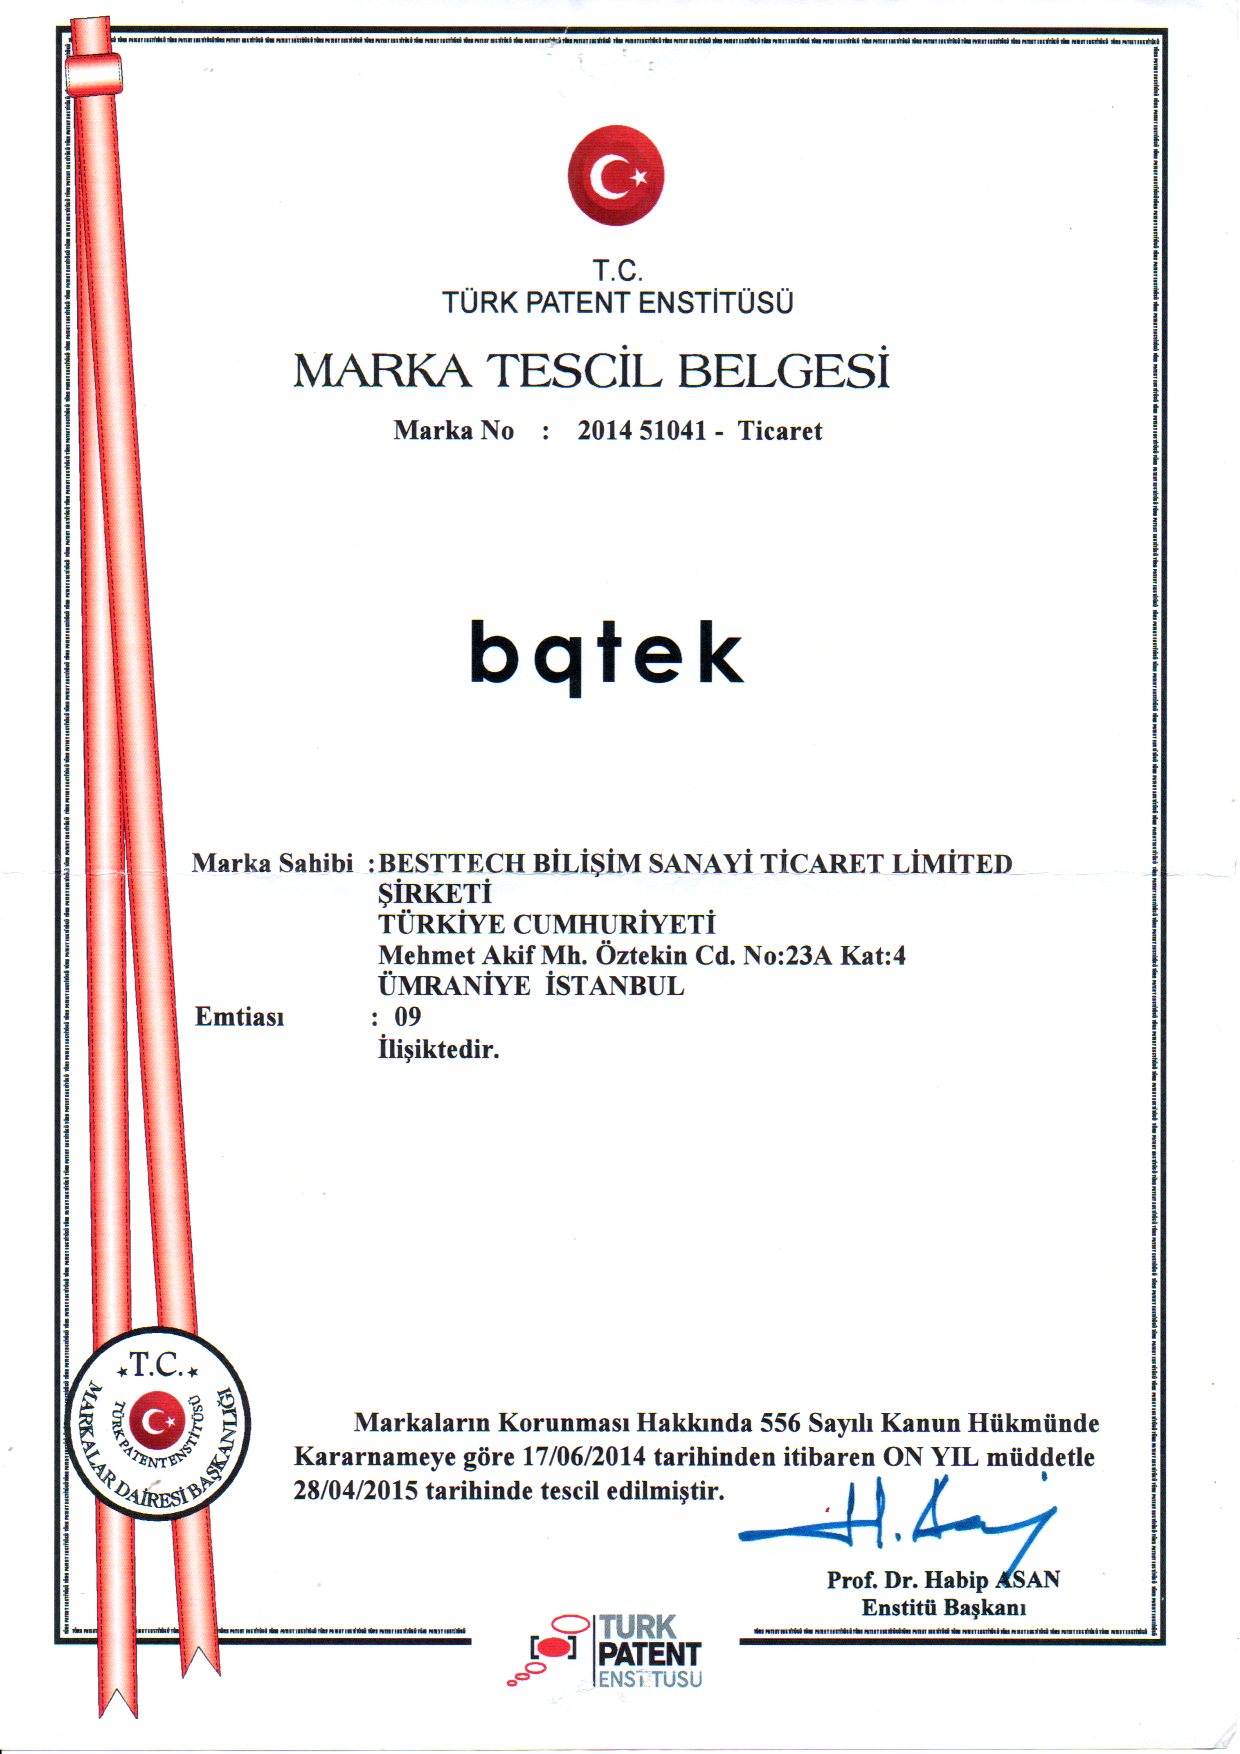 T.C.
TÜRK PATENT ENSTİTÜSÜ
MARKA TESCİL BELGESİ
Marka No : 2014 51041 - Ticaret
bqtek
Marka Sahibi :BESTTECH BİLİŞİM SANAYİ TİCARET LİMİTED
ŞİRKETİ
TÜRKİYE CUMHURİYETİ
Mehmet Akif Mh. Öztekin Cd. No:23A Kat:4
ÜMRANİYE İSTANBUL
Emtiası : 09
İlişiktedir.
T.C.
TÜRK PATENT ENSTİTÜSÜ
MARKALAR DAİRESİ BAŞKANLIĞI
Markaların Korunması Hakkında 556 Sayılı Kanun Hükmünde
Kararnameye göre 17/06/2014 tarihinden itibaren ON YIL müddetle
28/04/2015 tarihinde tescil edilmiştir.
Prof. Dr. Habip ASAN
Enstitü Başkanı
TURK
PATENT
ENSTITUSU